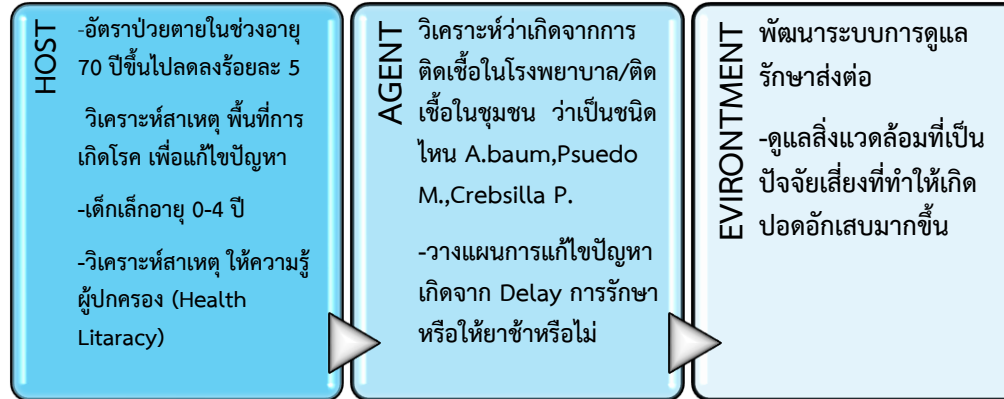 HOST
-อัตราป่วยตายในช่วงอายุ
70 ปีขึ้นไปลดลงร้อยละ 5
วิเคราะห์สาเหตุ พื้นที่การ
เกิดโรค เพื่อแก้ไขปัญหา
-เด็กเล็กอายุ 0-4 ปี
-วิเคราะห์สาเหตุ ให้ความรู้
ผู้ปกครอง (Health
Litaracy)
AGENT
วิเคราะห์ว่าเกิดจากการ
ติดเชื้อในโรงพยาบาล/ติด
เชื้อในชุมชน ว่าเป็นชนิด
ไหน A.baum,Psuedo
M.,Crebsilla P.
-วางแผนการแก้ไขปัญหา
เกิดจาก Delay การรักษา
หรือให้ยาช้าหรือไม่
EVIRONTMENT
พัฒนาระบบการดูแล
รักษาส่งต่อ
-ดูแลสิ่งแวดล้อมที่เป็น
ปัจจัยเสี่ยงที่ทำให้เกิด
ปอดอักเสบมากขึ้น